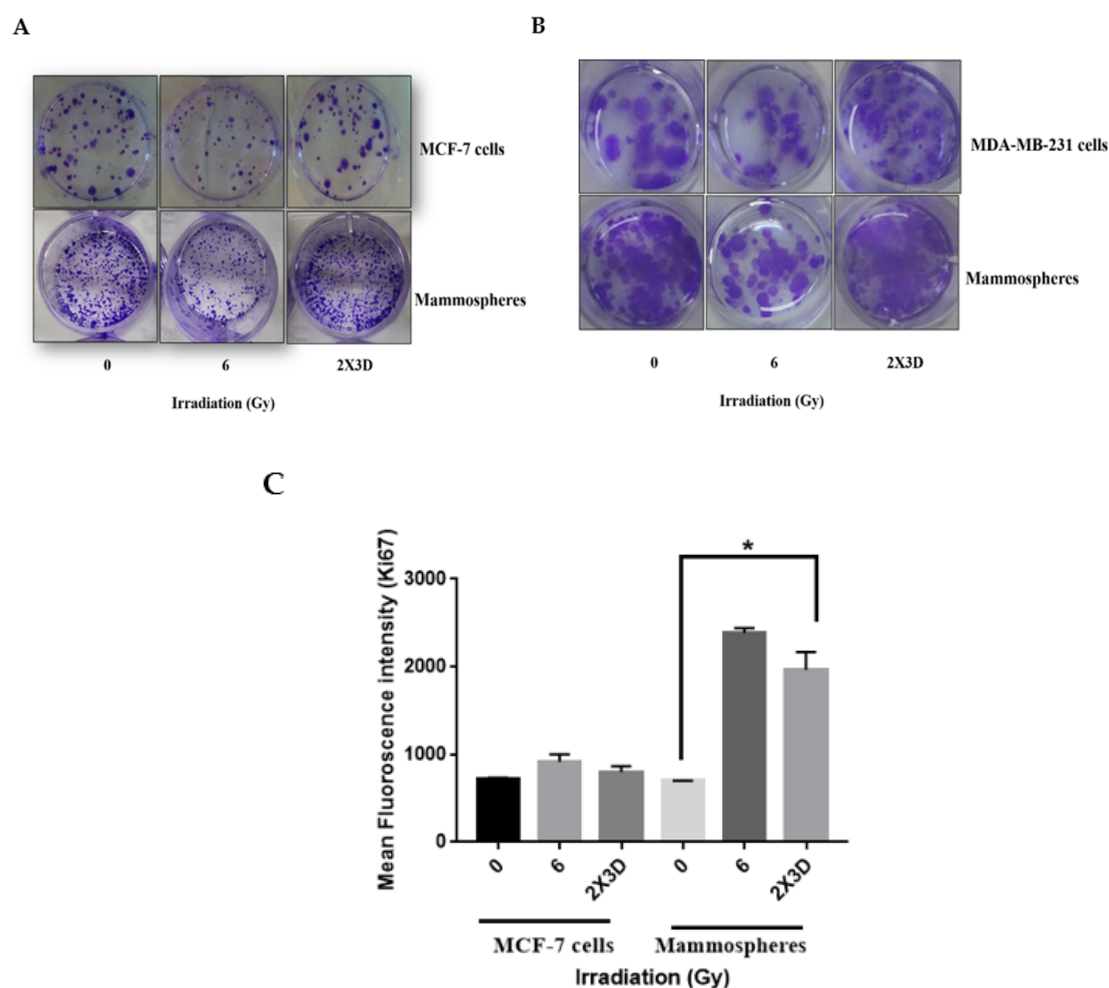 A
B
MCF-7 cells
Mammospheres
0 6 2X3D
Irradiation (Gy)
MDA-MB-231 cells
Mammospheres
0 6 2X3D
Irradiation (Gy)
C
Mean Fluoroscence intensity (Ki67)
3000
2000
1000
0
*
0 6 2X3D 0 6 2X3D
MCF-7 cells Mammospheres
Irradiation (Gy)